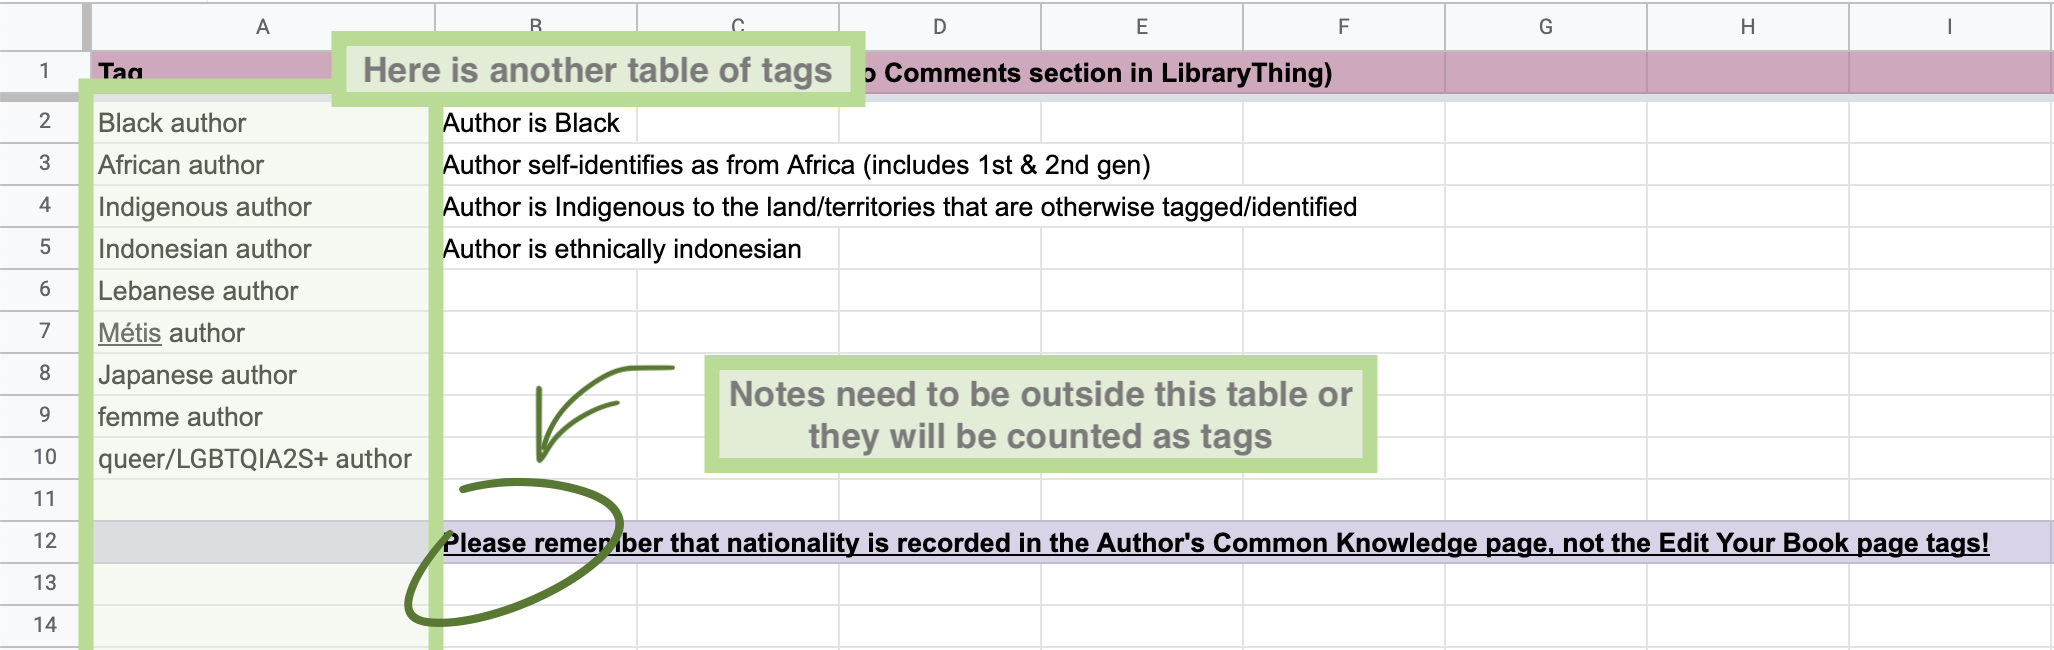 A B C D E F G H I
1 Tag Here is another table of tags Comments section in LibraryThing)
2 Black author Author is Black
3 African author Author self-identifies as from Africa (includes 1st & 2nd gen)
4 Indigenous author Author is Indigenous to the land/territories that are otherwise tagged/identified
5 Indonesian author Author is ethnically indonesian
6 Lebanese author
7 Métis author
8 Japanese author
9 femme author
Notes need to be outside this table or
they will be counted as tags
10 queer/LGBTQIA2S+ author
11
12 Please remember that nationality is recorded in the Author's Common Knowledge page, not the Edit Your Book page tags!
13
14